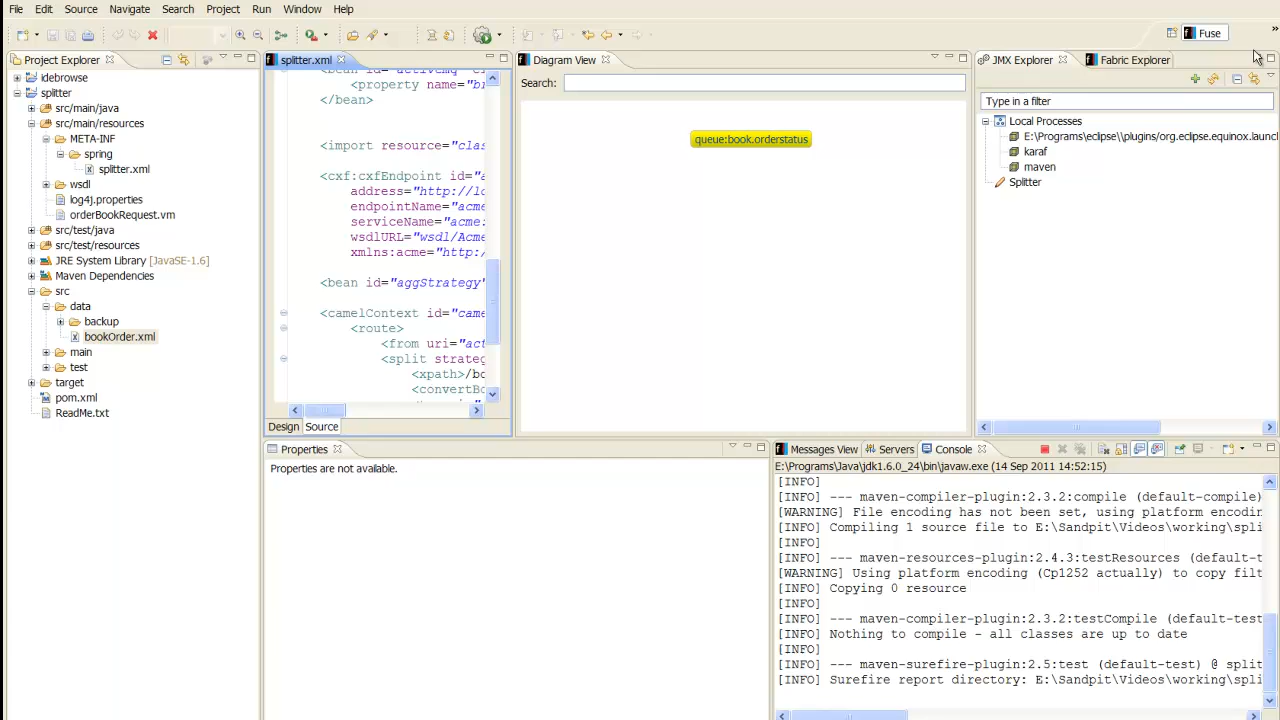 File Edit Source Navigate Search Project Run Window Help
Fuse
»
Project Explorer
idebrowse
splitter
src/main/java
src/main/resources
META-INF
spring
splitter.xml
wsdl
log4j.properties
orderBookRequest.vm
src/test/java
src/test/resources
JRE System Library [JavaSE-1.6]
Maven Dependencies
src
data
backup
bookOrder.xml
main
test
target
pom.xml
ReadMe.txt
splitter.xml
<property name="br
</bean>
<import resource="clas
<cxf:cxfEndpoint id="a
address="http://lo
endpointName="acme
serviceName="acme:
wsdlURL="wsdl/Acme
xmlns:acme="http:/
<bean id="aggStrategy"
<camelContext id="came
<route>
<from uri="act
<split strateg
<xpath>/bo
<convertBo
Design Source
Diagram View
Search:
queue:book.orderstatus
JMX Explorer Fabric Explorer
Type in a filter
Local Processes
E:\Programs\eclipse\\plugins/org.eclipse.equinox.launc
karaf
maven
Splitter
Properties
Properties are not available.
Messages View Servers Console
E:\Programs\Java\jdk1.6.0_24\bin\javaw.exe (14 Sep 2011 14:52:15)
[INFO]
[INFO] --- maven-compiler-plugin:2.3.2:compile (default-compile)
[WARNING] File encoding has not been set, using platform encodin
[INFO] Compiling 1 source file to E:\Sandpit\Videos\working\spli
[INFO]
[INFO] --- maven-resources-plugin:2.4.3:testResources (default-t
[WARNING] Using platform encoding (Cp1252 actually) to copy filt
[INFO] Copying 0 resource
[INFO]
[INFO] --- maven-compiler-plugin:2.3.2:testCompile (default-test
[INFO] Nothing to compile - all classes are up to date
[INFO]
[INFO] --- maven-surefire-plugin:2.5:test (default-test) @ split
[INFO] Surefire report directory: E:\Sandpit\Videos\working\spli